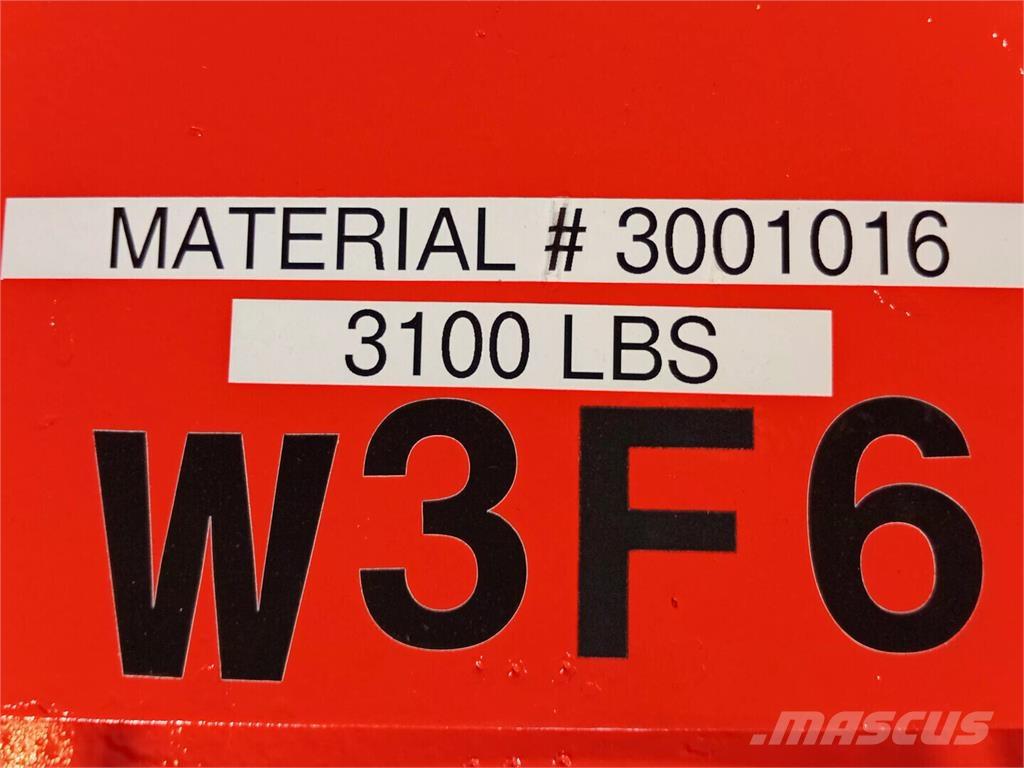 MATERIAL # 3001016
3100 LBS
W3F6
MASCUS